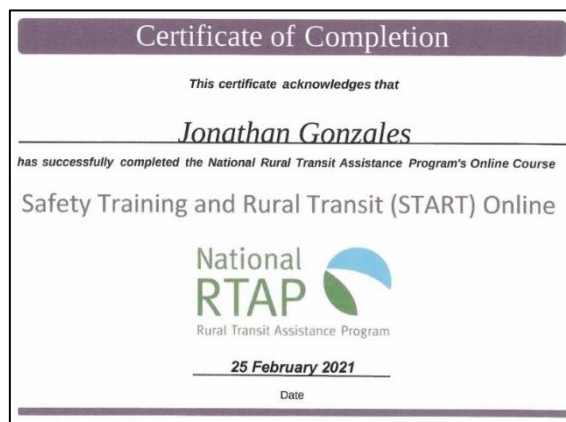 Certificate of Completion
This certificate acknowledges that
Jonathan Gonzales
has successfully completed the National Rural Transit Assistance Program's Online Course
Safety Training and Rural Transit (START) Online
National
RTAP
Rural Transit Assistance Program
25 February 2021
Date